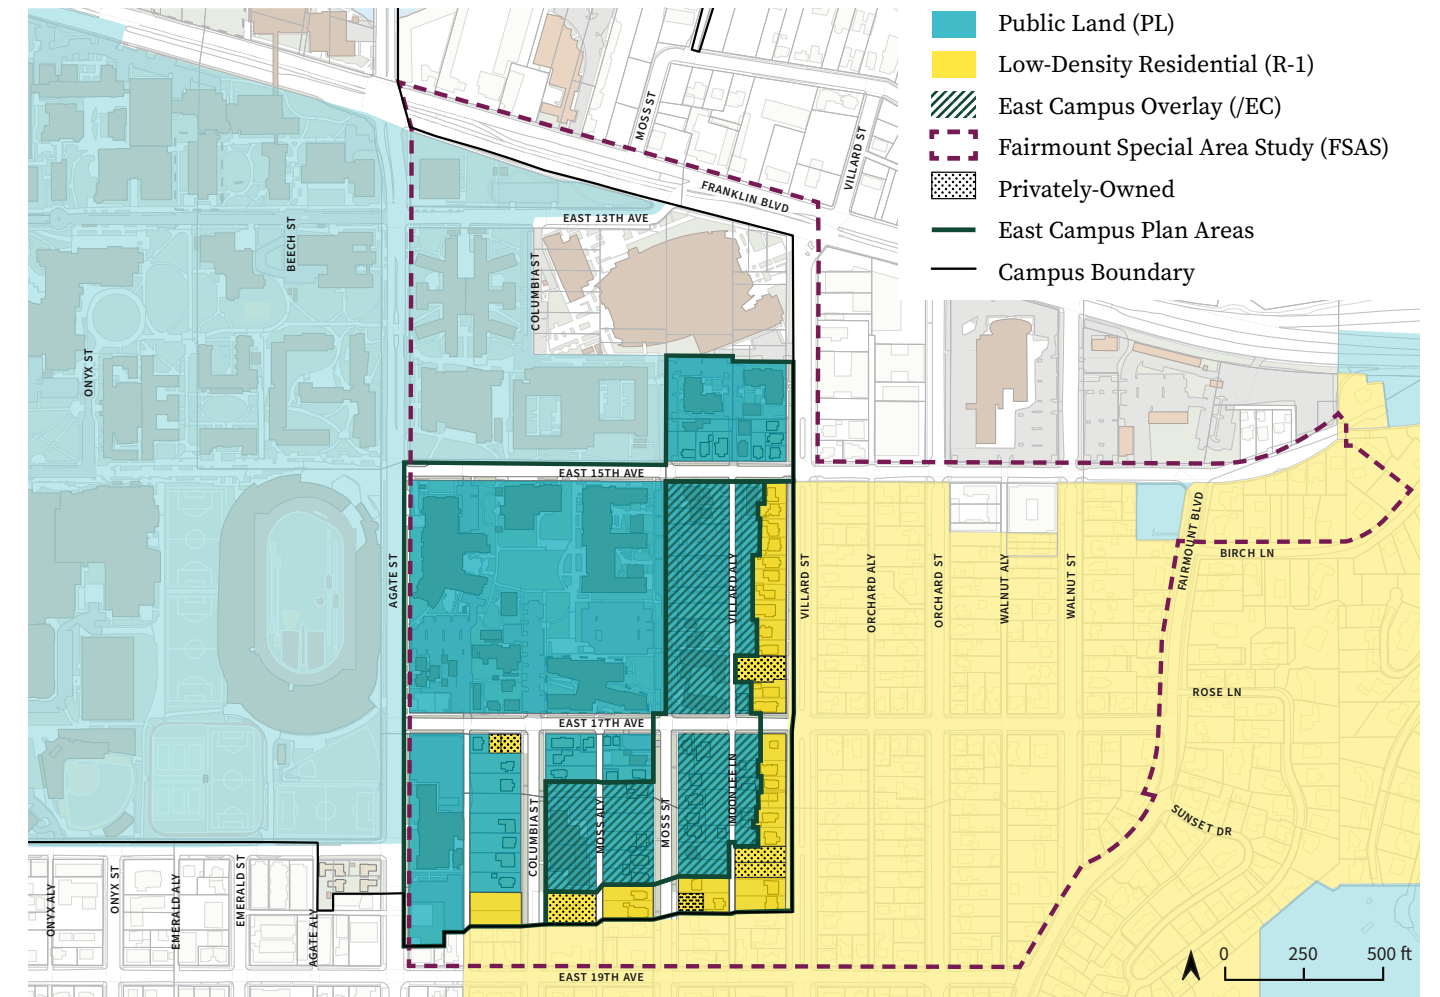 Public Land (PL)
Low-Density Residential (R-1)
East Campus Overlay (/EC)
Fairmount Special Area Study (FSAS)
Privately-Owned
East Campus Plan Areas
Campus Boundary
MOSS ST
VILLARD ST
FRANKLIN BLVD
EAST 13TH AVE
BEECH ST
COLUMBIA ST
ONYX ST
EAST 15TH AVE
AGATE ST
VILLARD ALY
VILLARD ST
ORCHARD ALY
ORCHARD ST
WALNUT ALY
WALNUT ST
FAIRMOUNT BLVD
BIRCH LN
ROSE LN
EAST 17TH AVE
MOON LEE LN
COLUMBIA ST
MOSS ALY
MOSS ST
SUNSET DR
ONYX ALY
ONYX ST
EMERALD ALY
EMERALD ST
AGATE ALY
EAST 19TH AVE
0 250 500 ft